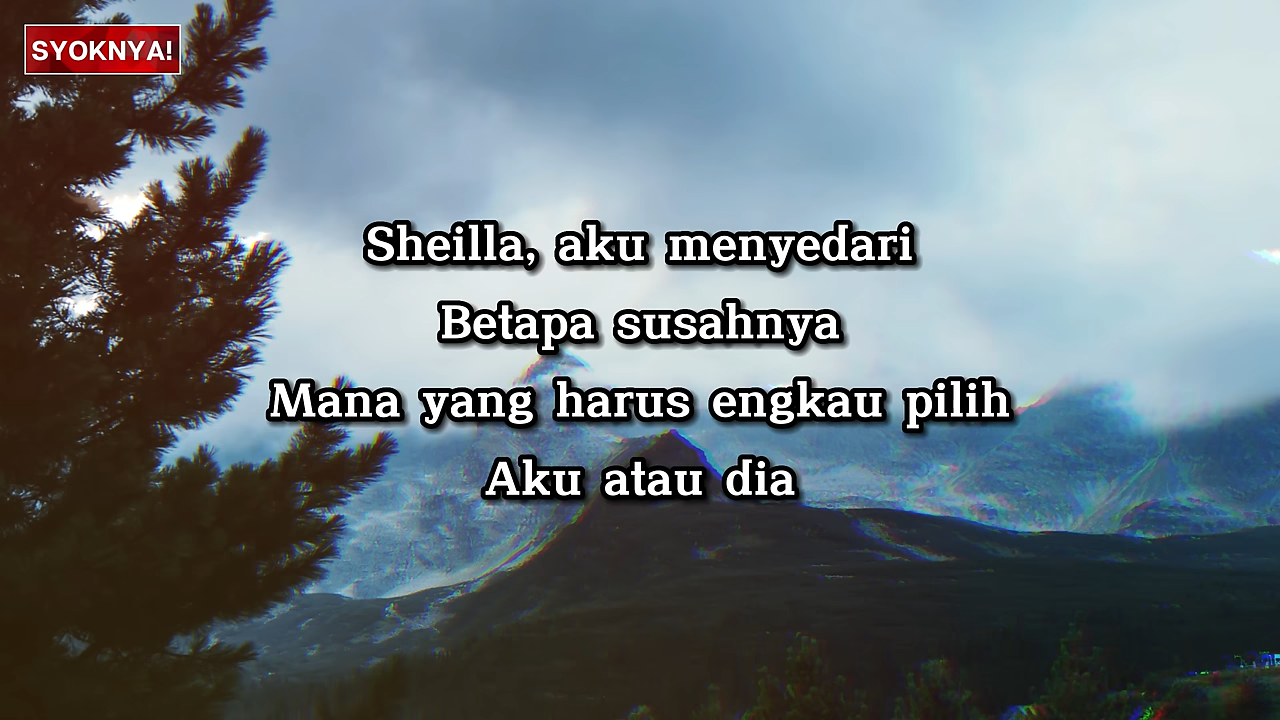 SYOKNYA!
Sheilla, aku menyedari
Betapa susahnya
Mana yang harus engkau pilih
Aku atau dia